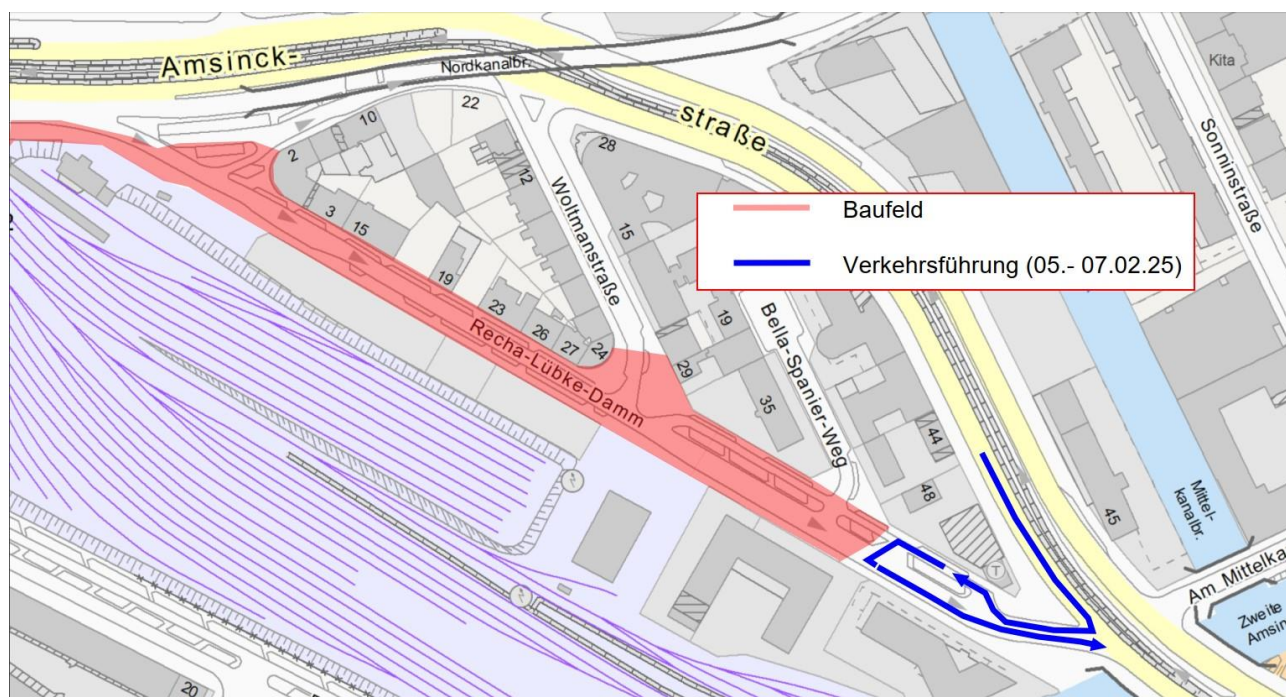 Amsinck-
Nordkanalbr.
straße
Kita
Sonninstraße
22
10
2
28
12
3
15
Woltmanstraße
15
Baufeld
Verkehrsführung (05.- 07.02.25)
19
23
26
27
24
Recha-Lübke-Damm
19
29
35
Bella-Spanier-Weg
44
48
45
Mittel-
kanalbr.
Am Mittelka
Zweite
Amsin
T
20